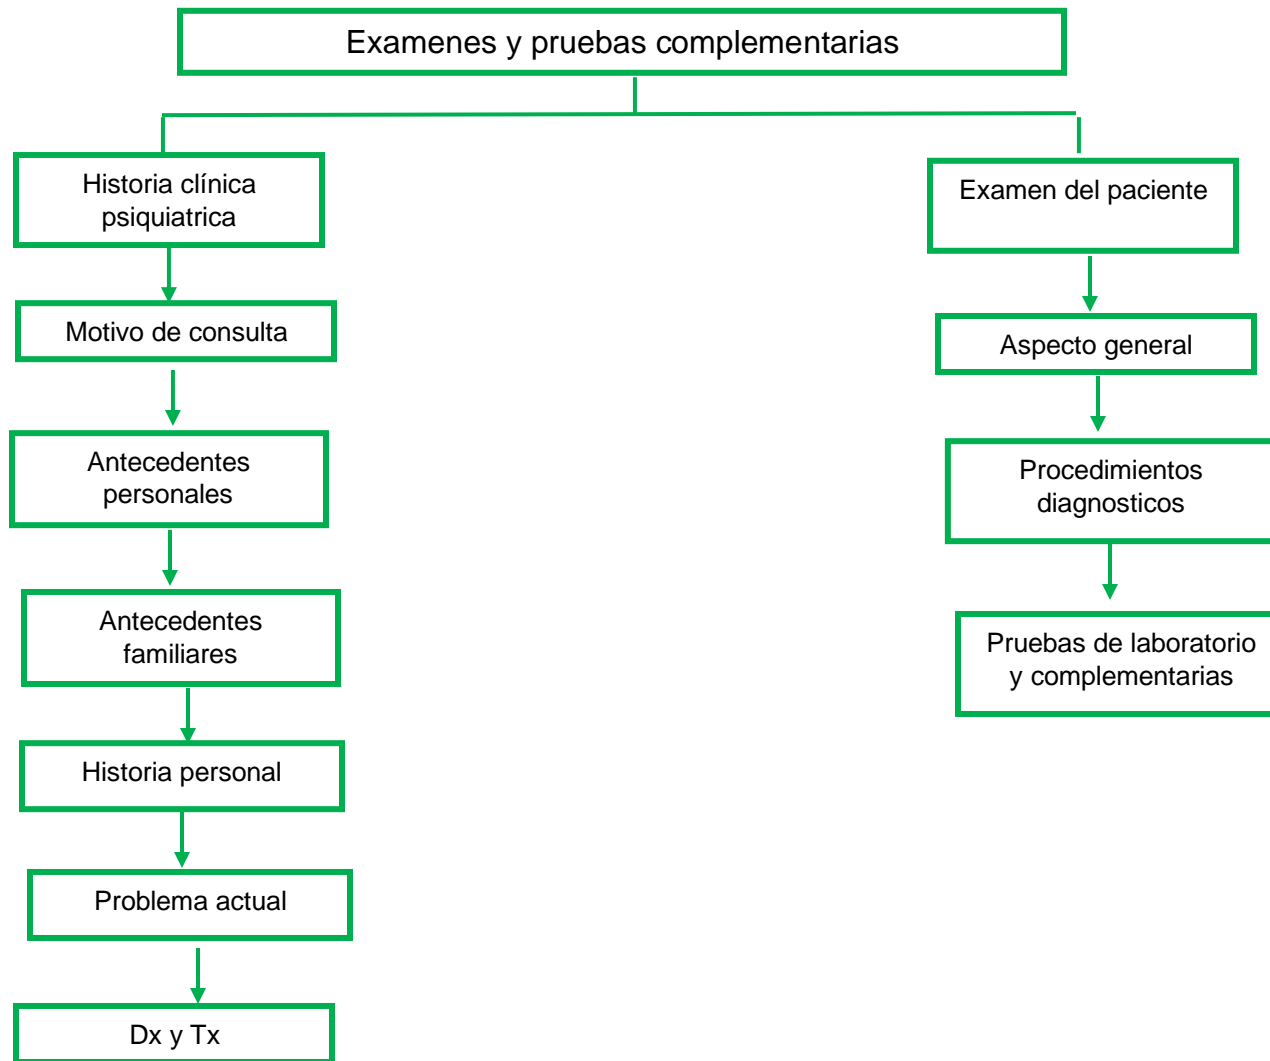 Examenes y pruebas complementarias
Historia clínica
psiquiatrica
Motivo de consulta
Antecedentes
personales
Antecedentes
familiares
Historia personal
Problema actual
Dx y Tx
Examen del paciente
Aspecto general
Procedimientos
diagnosticos
Pruebas de laboratorio
y complementarias